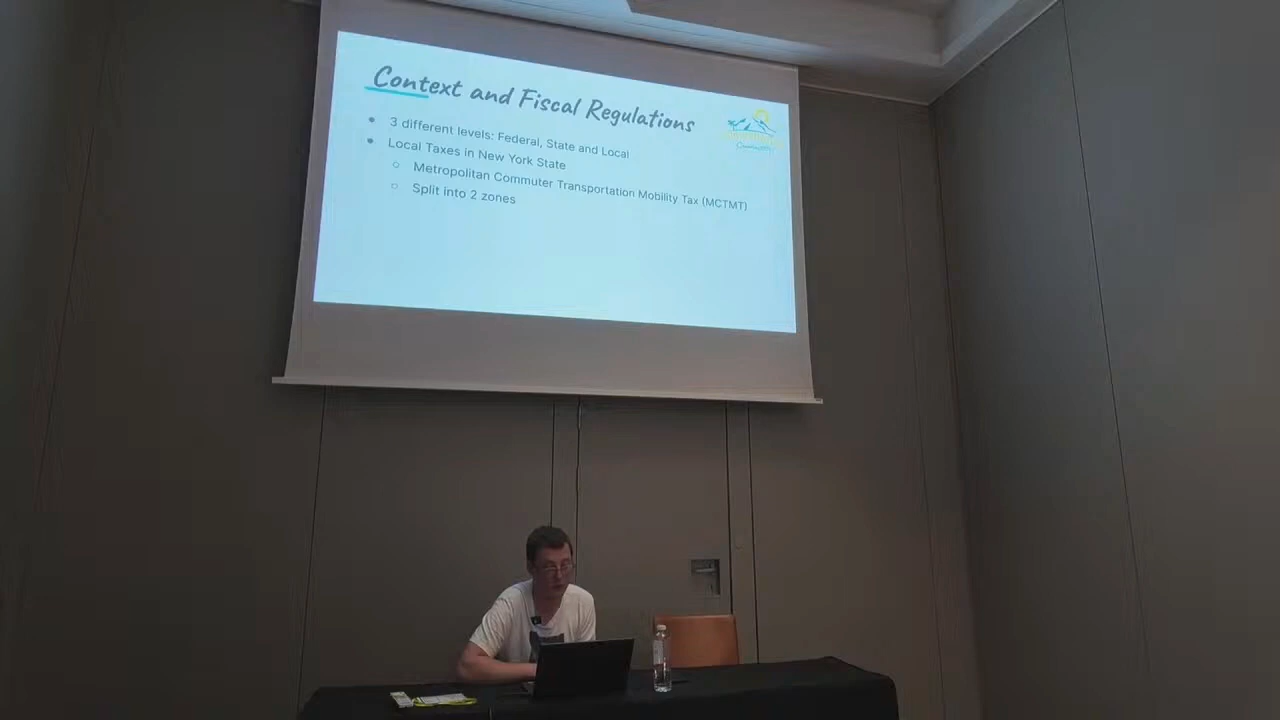 Context and Fiscal Regulations
3 different levels: Federal, State and Local
Local Taxes in New York State
Metropolitan Commuter Transportation Mobility Tax (MCTMT)
Split into 2 zones